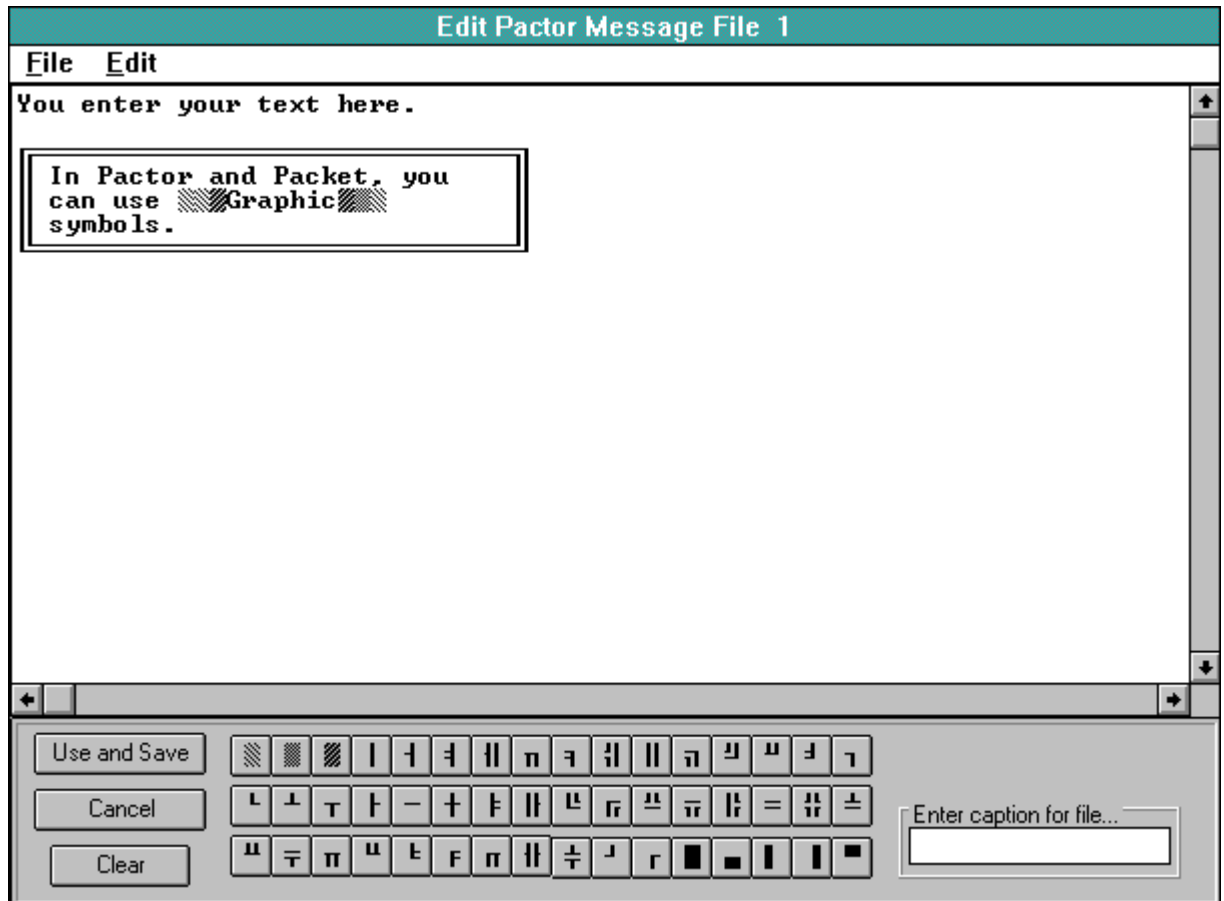 Edit Pactor Message File 1
File Edit
You enter your text here.
In Pactor and Packet, you
can use ░▒▓Graphic▓▒░
symbols.
Use and Save
Cancel
Clear
░ ▒ ▓ │ ┤ ╡ ╢ ╖ ╕ ╣ ║ ╗ ╝ ╜ ╛ ┐
└ ┴ ┬ ├ ─ ┼ ╞ ╟ ╚ ╔ ╩ ╦ ╠ ═ ╬ ╧
╨ ╤ ╥ ╙ ╘ ╒ ╓ ╫ ╪ ┘ ┌ █ ▄ ▌ ▐ ▀
Enter caption for file...